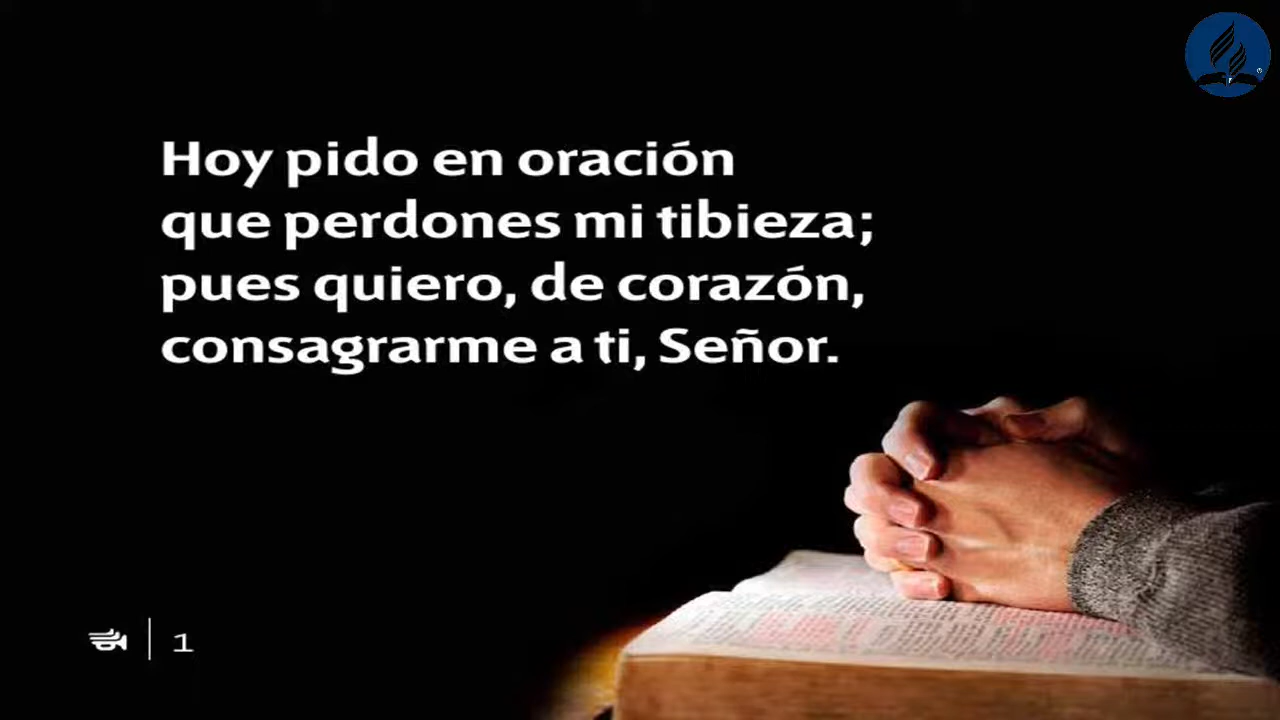 Hoy pido en oración
que perdones mi tibieza;
pues quiero, de corazón,
consagrarme a ti, Señor.
1